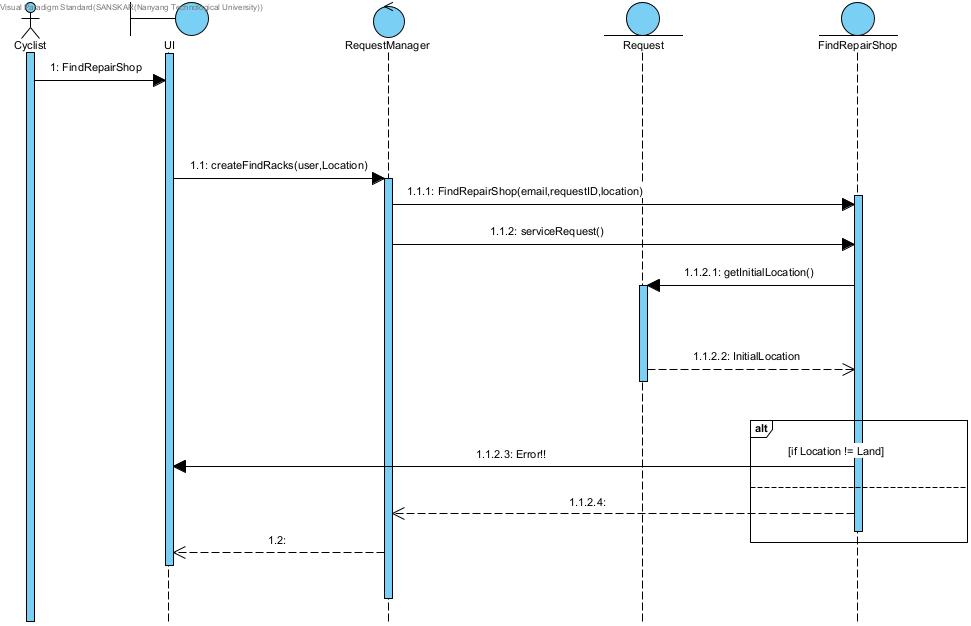 Visual Paradigm Standard(SANSKAR(Nanyang Technological University))
Cyclist
UI
RequestManager
Request
FindRepairShop
1: FindRepairShop
1.1: createFindRacks(user,Location)
1.1.1: FindRepairShop(email,requestID,location)
1.1.2: serviceRequest()
1.1.2.1: getInitialLocation()
1.1.2.2: InitialLocation
alt
[if Location != Land]
1.1.2.3: Error!!
1.1.2.4:
1.2: